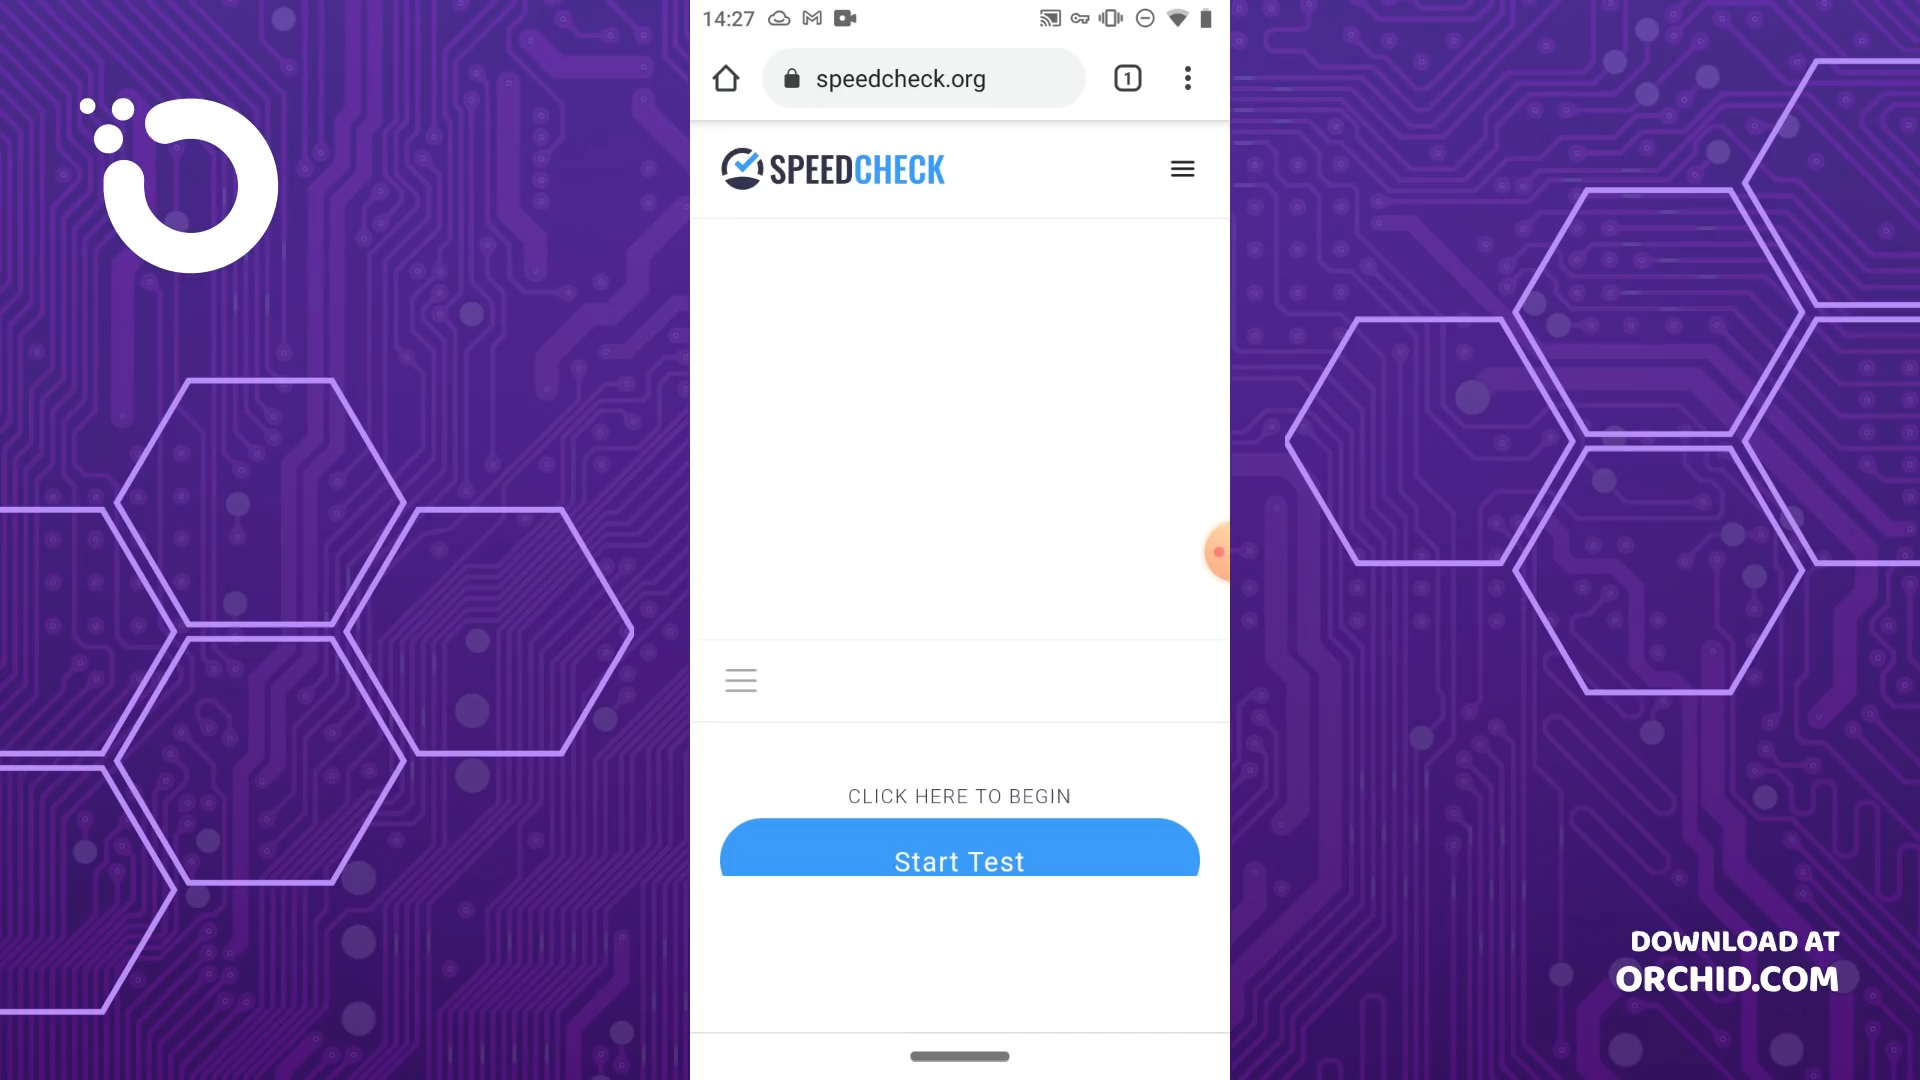 14:27
speedcheck.org
1
SPEEDCHECK
CLICK HERE TO BEGIN
Start Test
DOWNLOAD AT
ORCHID.COM